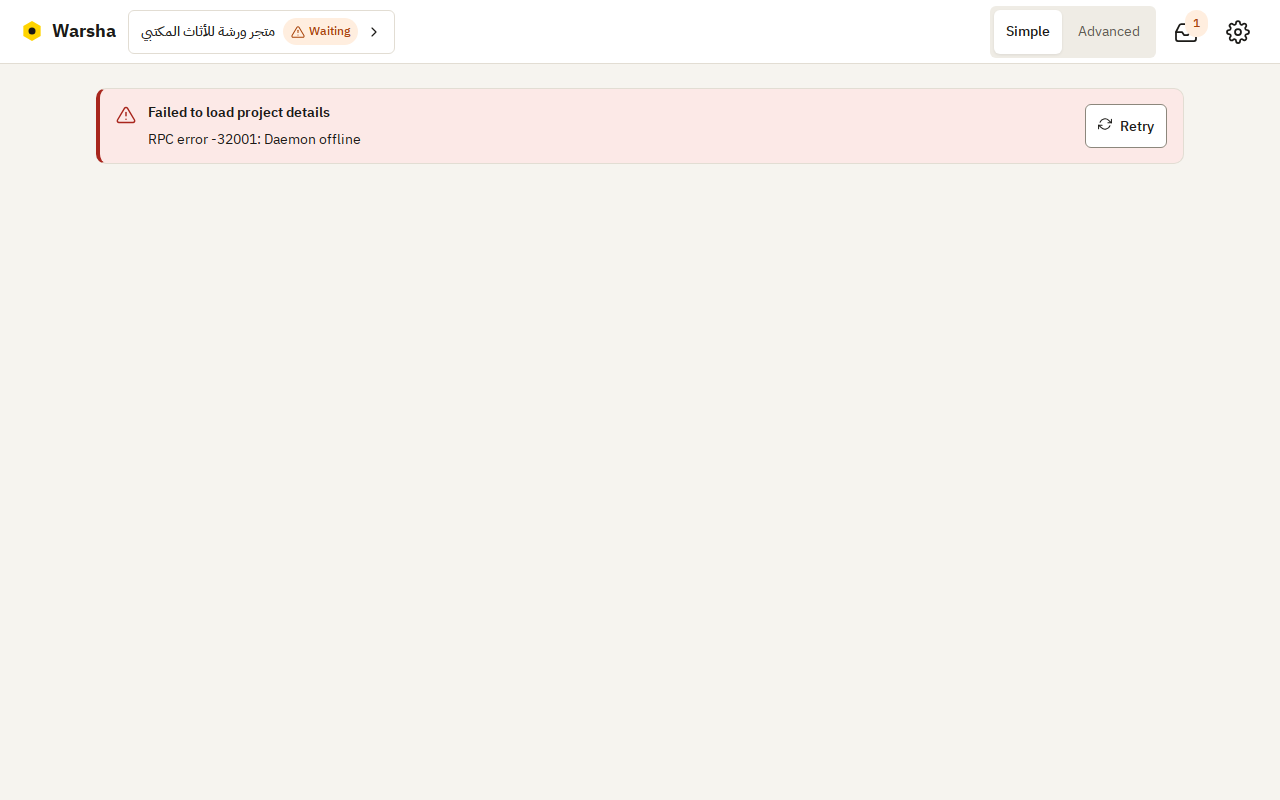 Warsha
متجر ورشة للأثاث المكتبي
Waiting
Simple
Advanced
1
Failed to load project details
RPC error -32001: Daemon offline
Retry